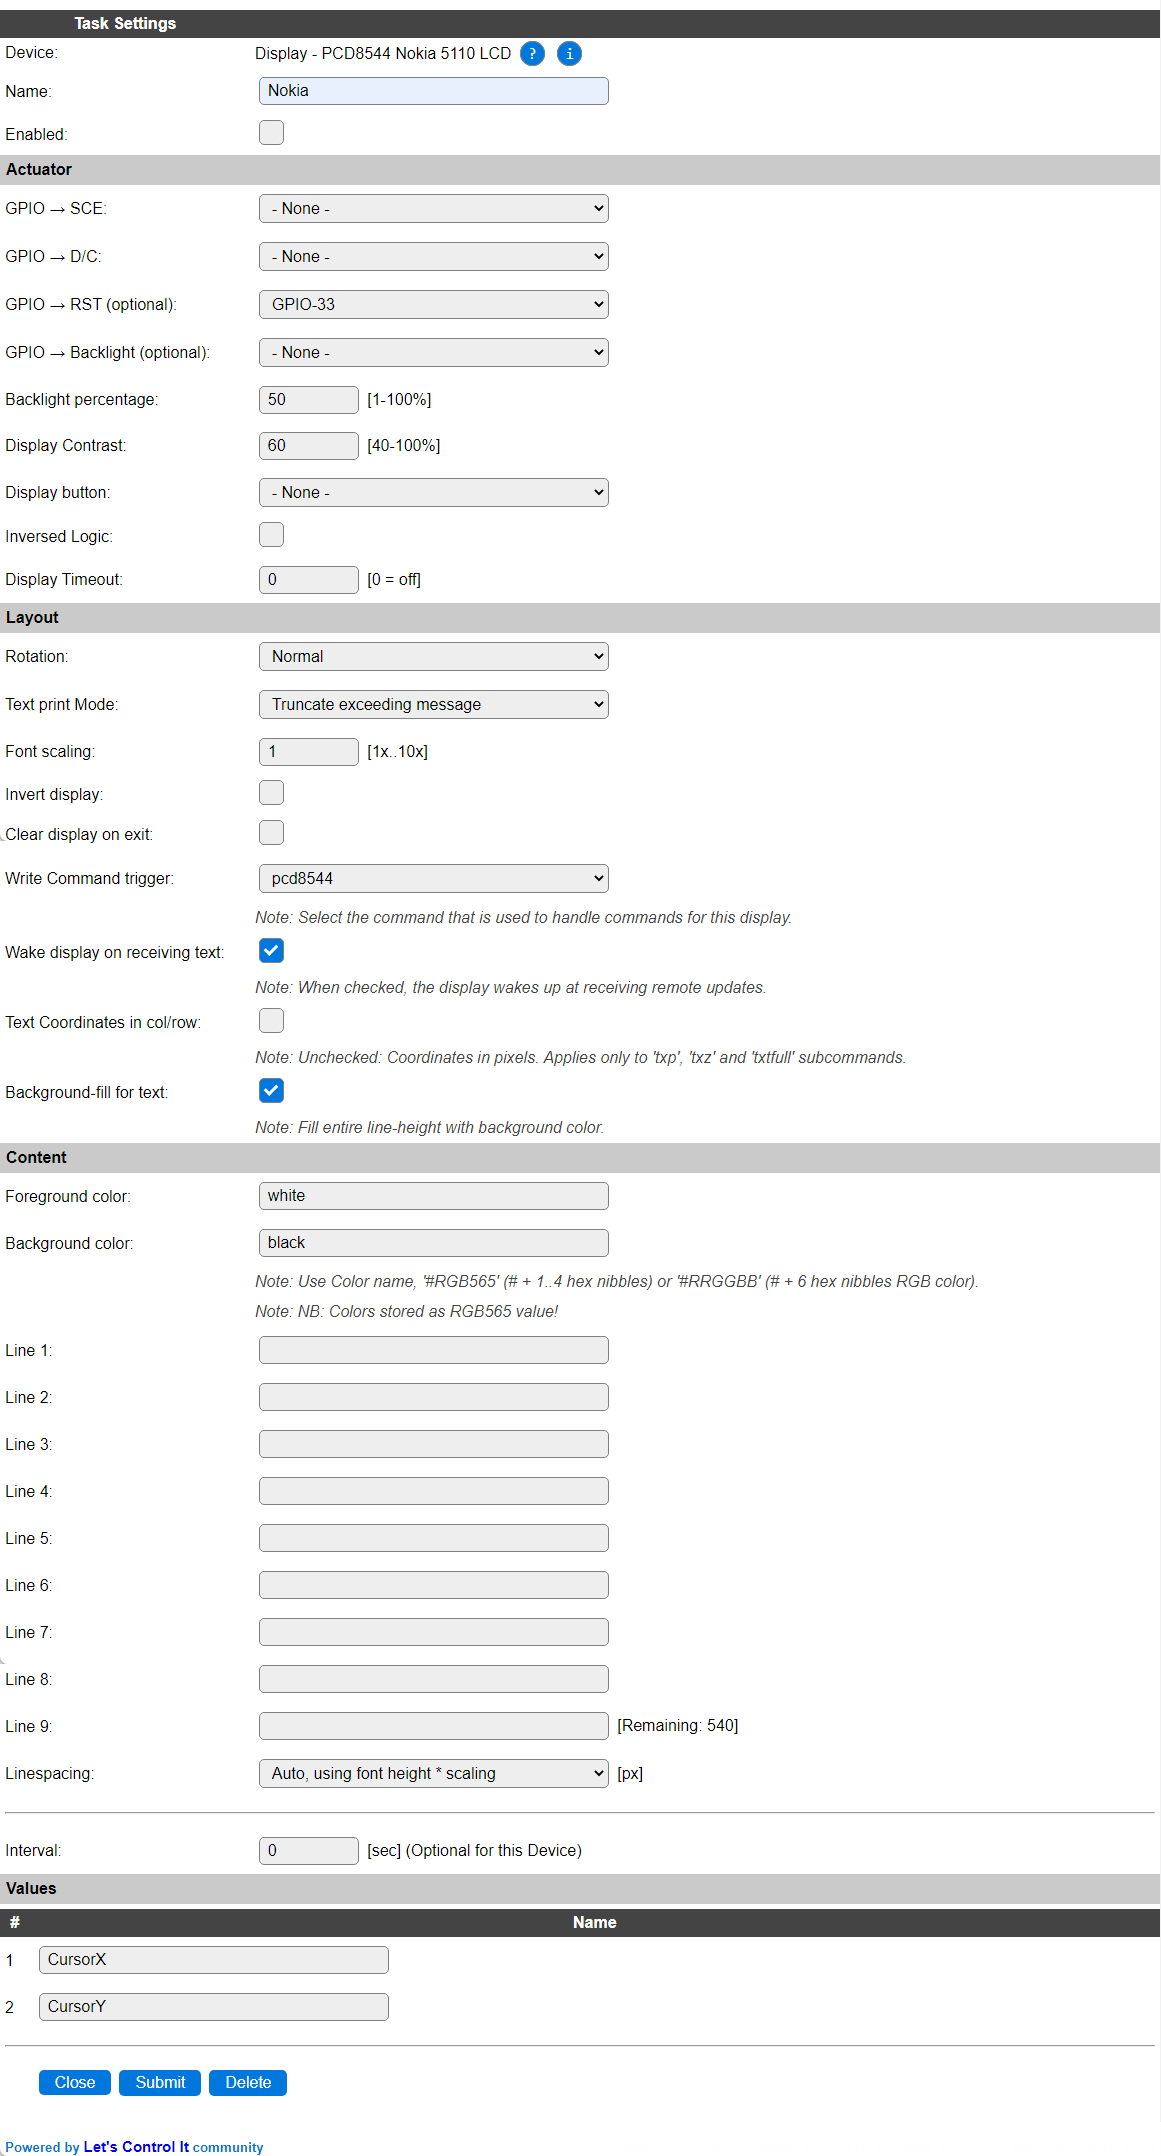 Task Settings
Device: Display - PCD8544 Nokia 5110 LCD ? i
Name: Nokia
Enabled:
Actuator
GPIO → SCE: - None -
GPIO → D/C: - None -
GPIO → RST (optional): GPIO-33
GPIO → Backlight (optional): - None -
Backlight percentage: 50 [1-100%]
Display Contrast: 60 [40-100%]
Display button: - None -
Inversed Logic:
Display Timeout: 0 [0 = off]
Layout
Rotation: Normal
Text print Mode: Truncate exceeding message
Font scaling: 1 [1x..10x]
Invert display:
Clear display on exit:
Write Command trigger: pcd8544
Note: Select the command that is used to handle commands for this display.
Wake display on receiving text:
Note: When checked, the display wakes up at receiving remote updates.
Text Coordinates in col/row:
Note: Unchecked: Coordinates in pixels. Applies only to 'txp', 'txz' and 'txtfull' subcommands.
Background-fill for text:
Note: Fill entire line-height with background color.
Content
Foreground color: white
Background color: black
Note: Use Color name, '#RGB565' (# + 1..4 hex nibbles) or '#RRGGBB' (# + 6 hex nibbles RGB color).
Note: NB: Colors stored as RGB565 value!
Line 1:
Line 2:
Line 3:
Line 4:
Line 5:
Line 6:
Line 7:
Line 8:
Line 9: [Remaining: 540]
Linespacing: Auto, using font height * scaling [px]
Interval: 0 [sec] (Optional for this Device)
Values
# Name
1 CursorX
2 CursorY
Close Submit Delete
Powered by Let's Control It community